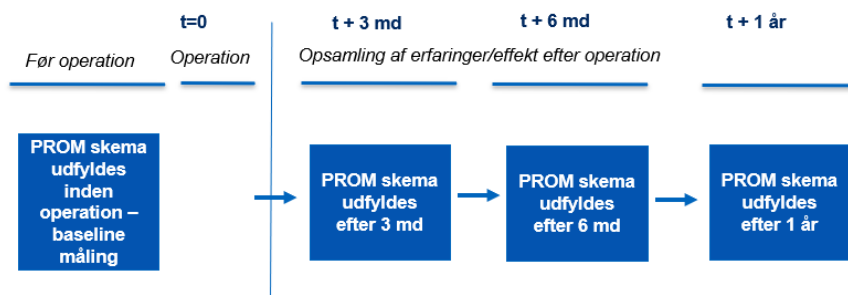 t=0
t + 3 md
t + 6 md
t + 1 år
Før operation
Operation
Opsamling af erfaringer/effekt efter operation
PROM skema
udfyldes
inden
operation –
baseline
måling
PROM skema
udfyldes
efter 3 md
PROM skema
udfyldes
efter 6 md
PROM skema
udfyldes
efter 1 år